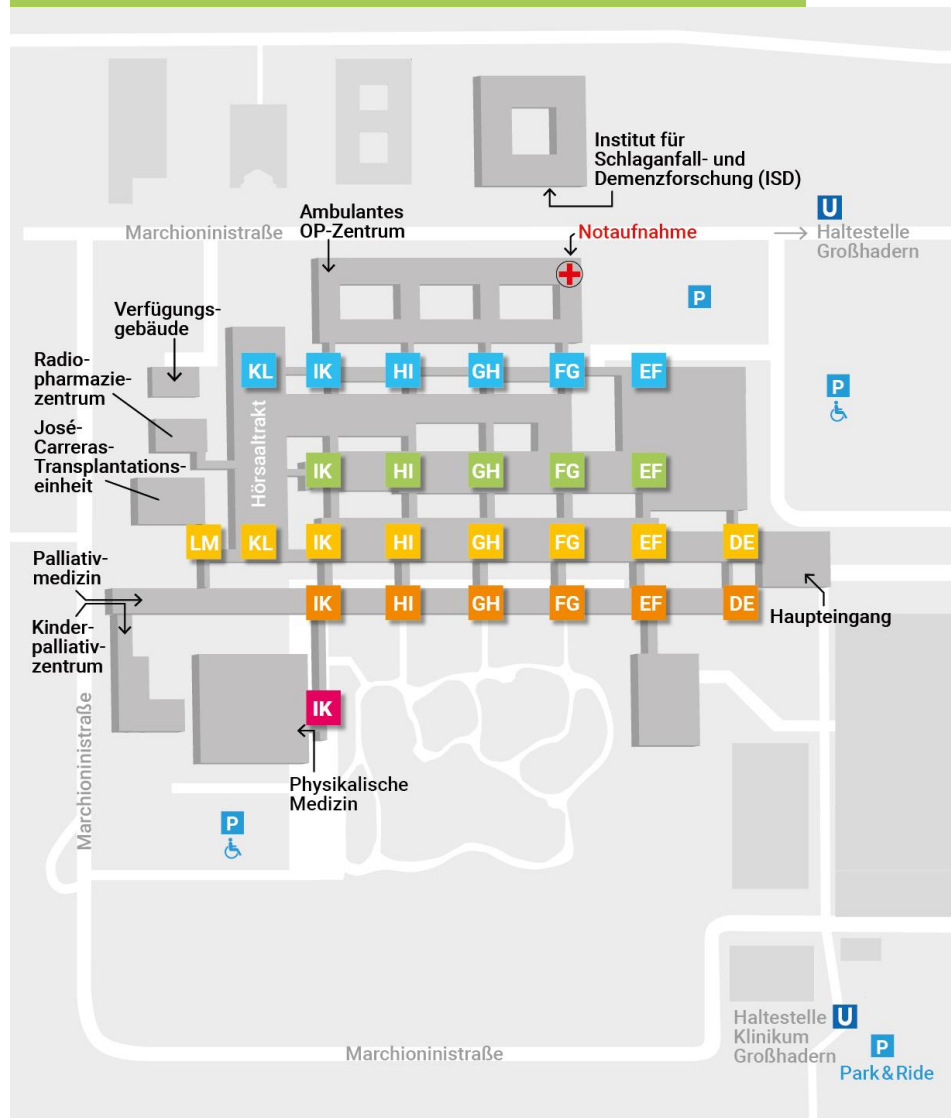 Institut für
Schlaganfall- und
Demenzforschung (ISD)
Ambulantes
OP-Zentrum
Marchioninistraße
Notaufnahme
U
Haltestelle
Großhadern
P
Verfügungs-
gebäude
Radio-
pharmazie-
zentrum
José-
Carreras-
Transplantations-
einheit
Hörsaaltrakt
KL IK HI GH FG EF
P
IK HI GH FG EF
LM KL IK HI GH FG EF DE
Palliativ-
medizin
IK HI GH FG EF DE
Haupteingang
Kinder-
palliativ-
zentrum
IK
Marchioninistraße
Physikalische
Medizin
P
Haltestelle U
Klinikum
Großhadern
P
Park & Ride
Marchioninistraße